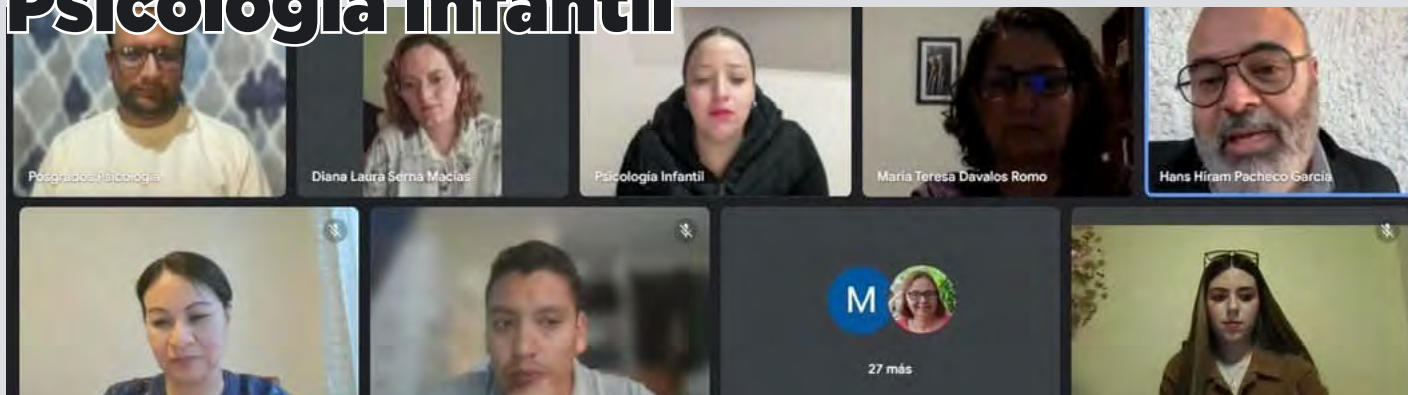 Psicología Infantil
Posgrados Psicología
Diana Laura Serna Macías
Psicología Infantil
Maria Teresa Davalos Romo
Hans Hiram Pacheco Garcia
M
27 más